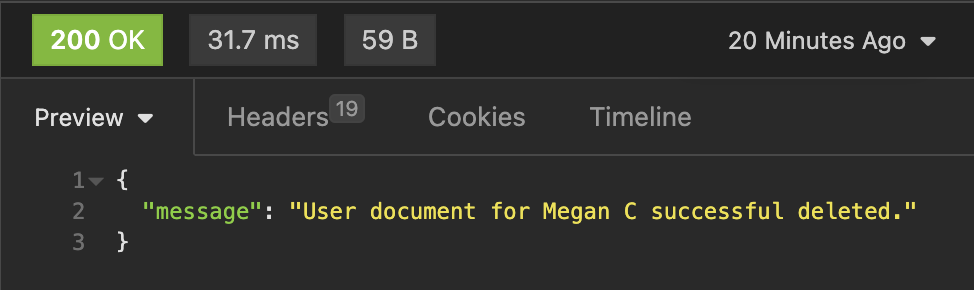 200 OK 31.7 ms 59 B 20 Minutes Ago
Preview Headers 19 Cookies Timeline
1 {
2 "message": "User document for Megan C successful deleted."
3 }